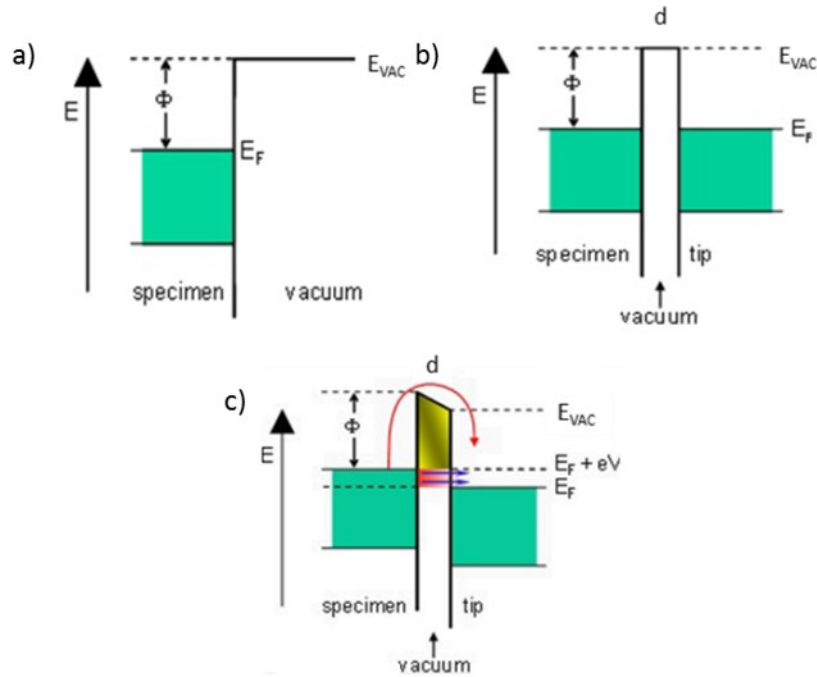 a)
E
Φ
E_VAC
E_F
specimen vacuum
b)
d
E
Φ
E_VAC
E_F
specimen tip
vacuum
c)
d
E
Φ
E_VAC
E_F + eV
E_F
specimen tip
vacuum